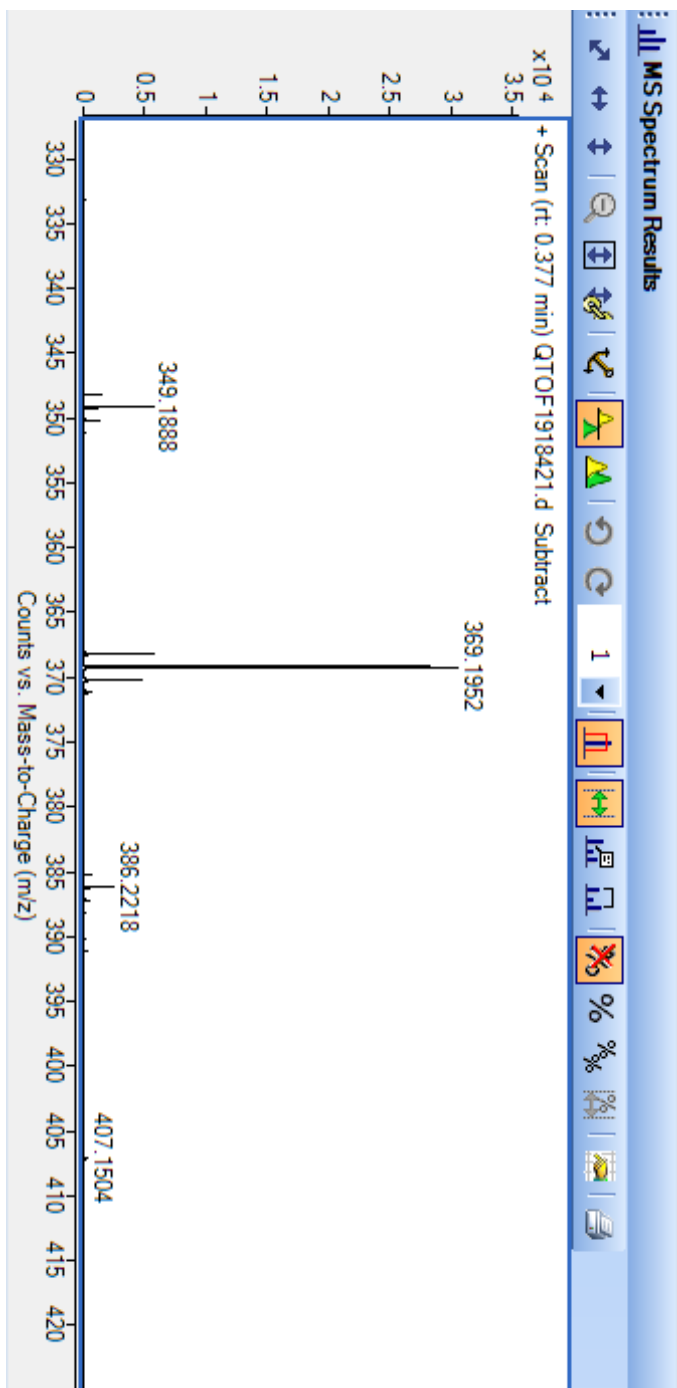 MS Spectrum Results
1
x10 4
+ Scan (rt: 0.377 min) QTOF1918421.d Subtract
3.5
3
2.5
2
1.5
1
0.5
0
349.1888
369.1952
386.2218
407.1504
330 335 340 345 350 355 360 365 370 375 380 385 390 395 400 405 410 415 420
Counts vs. Mass-to-Charge (m/z)